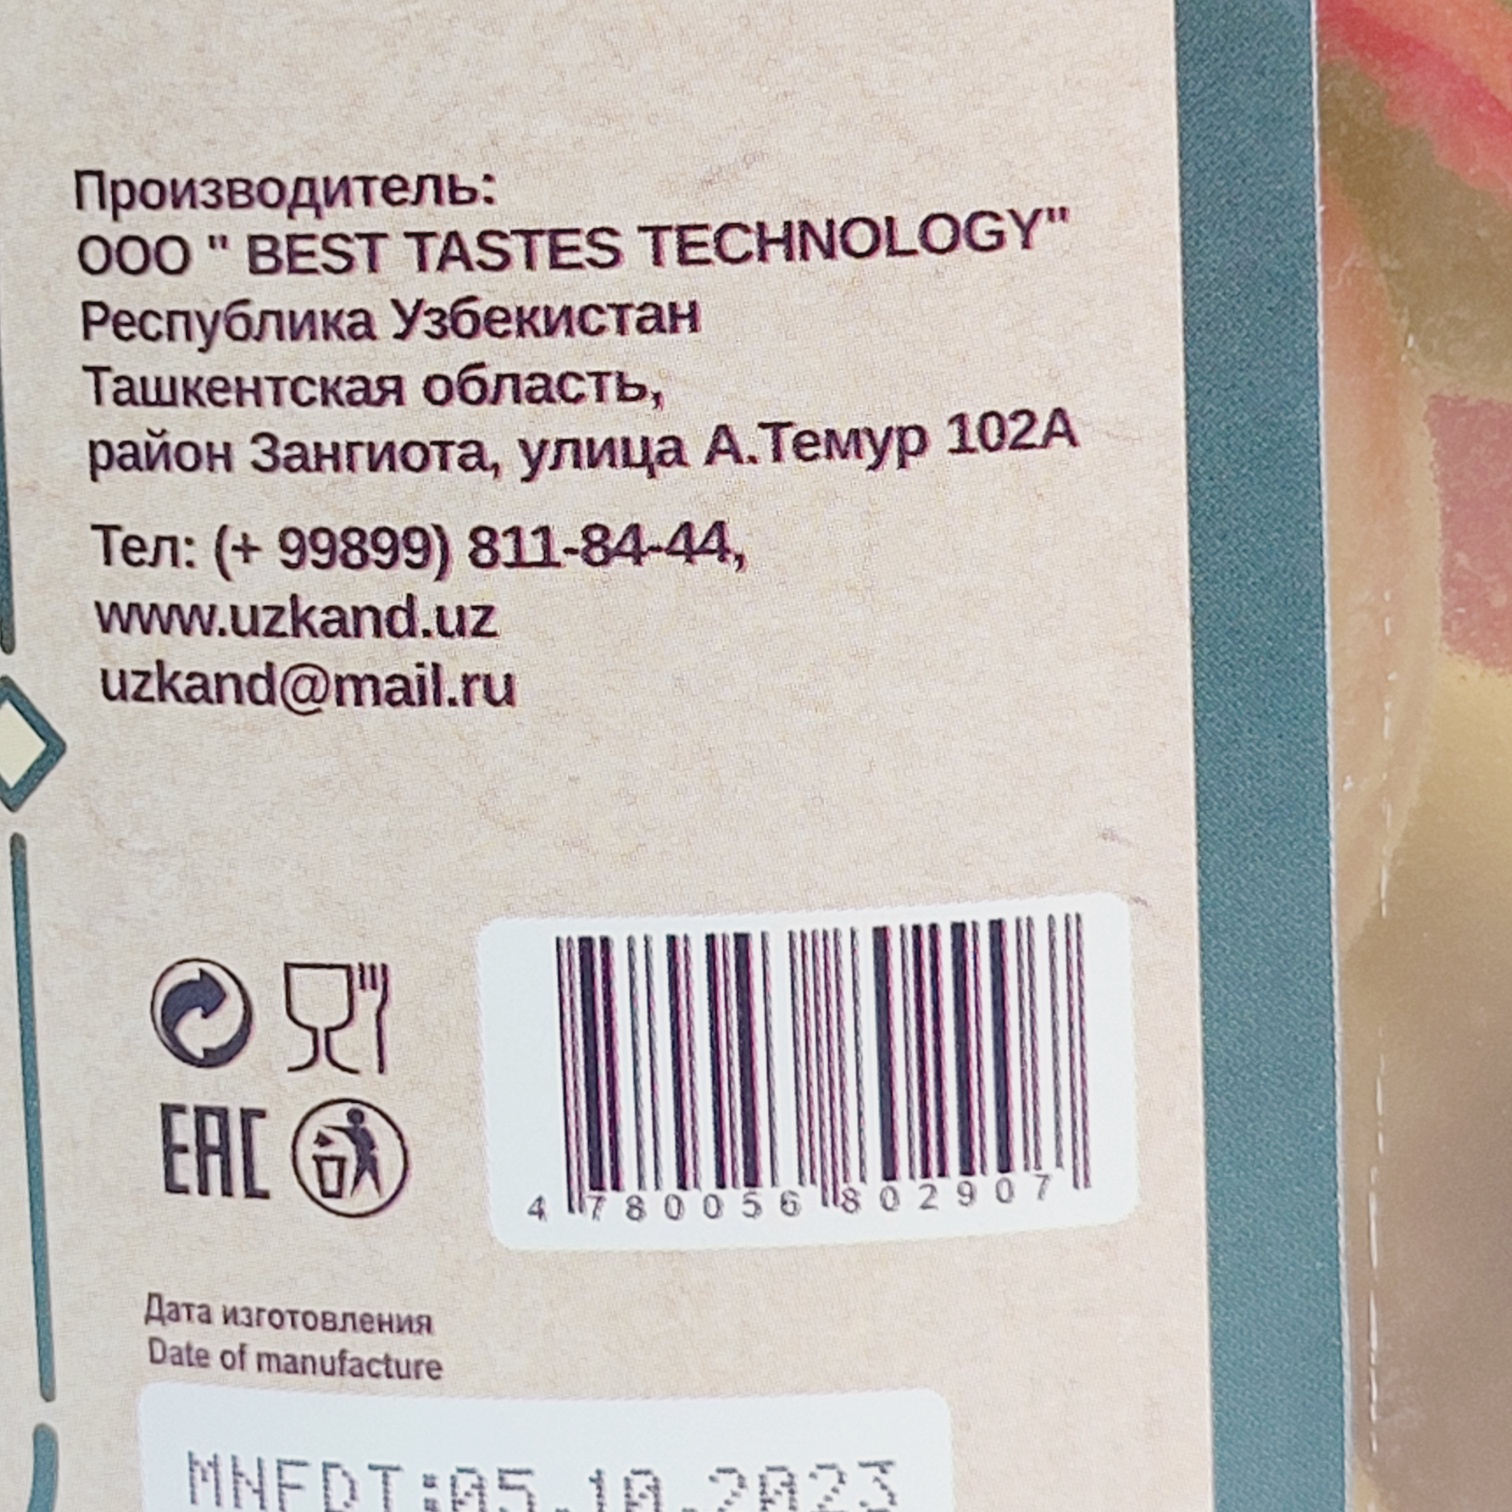 Производитель:
ООО " BEST TASTES TECHNOLOGY"
Республика Узбекистан
Ташкентская область,
район Зангиота, улица А.Темур 102А
Тел: (+ 99899) 811-84-44,
www.uzkand.uz
uzkand@mail.ru
EAC
4 780056 802907
Дата изготовления
Date of manufacture
MNFDT:05.10.2023